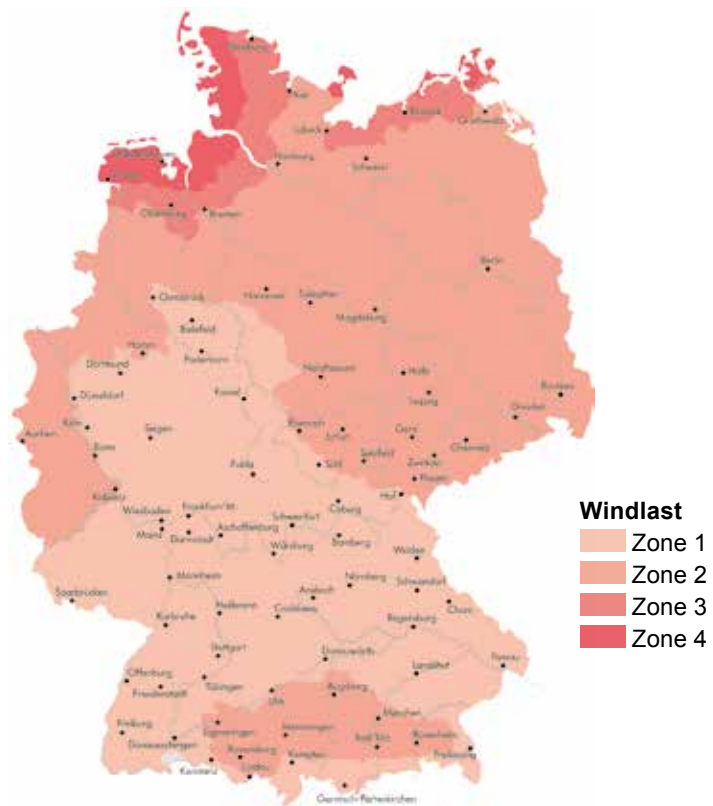 Flensburg
Kiel
Rostock
Greifswald
Lübeck
Hamburg
Schwerin
Oldenburg
Bremen
Berlin
Osnabrück
Hannover
Magdeburg
Bielefeld
Paderborn
Hamm
Dortmund
Nordhausen
Halle
Leipzig
Bautzen
Düsseldorf
Kassel
Dresden
Köln
Siegen
Eisenach
Erfurt
Gera
Chemnitz
Aachen
Bonn
Fulda
Suhl
Saalfeld
Zwickau
Plauen
Koblenz
Hof
Wiesbaden
Frankfurt/M.
Schweinfurt
Coburg
Mainz
Darmstadt
Aschaffenburg
Würzburg
Bamberg
Weiden
Mannheim
Ansbach
Nürnberg
Schwandorf
Saarbrücken
Heilbronn
Crailsheim
Cham
Karlsruhe
Regensburg
Stuttgart
Donauwörth
Passau
Offenburg
Tübingen
Landshut
Freudenstadt
Ulm
Augsburg
Freiburg
Sigmaringen
Memmingen
München
Donaueschingen
Ravensburg
Bad Tölz
Rosenheim
Konstanz
Lindau
Kempten
Freilassing
Garmisch-Partenkirchen
Windlast
Zone 1
Zone 2
Zone 3
Zone 4